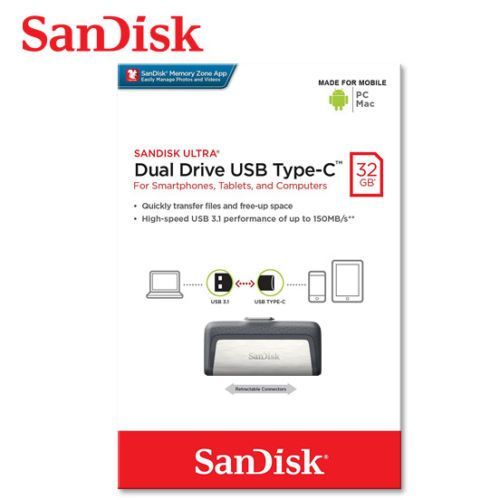 SanDisk
SanDisk® Memory Zone App
Easily Manage Photos and Videos
MADE FOR MOBILE
PC
Mac
SANDISK ULTRA®
Dual Drive USB Type-C™
32
GB*
For Smartphones, Tablets, and Computers
• Quickly transfer files and free-up space
• High-speed USB 3.1 performance of up to 150MB/s**
USB 3.1
USB TYPE-C
SanDisk
Retractable Connectors
SanDisk®